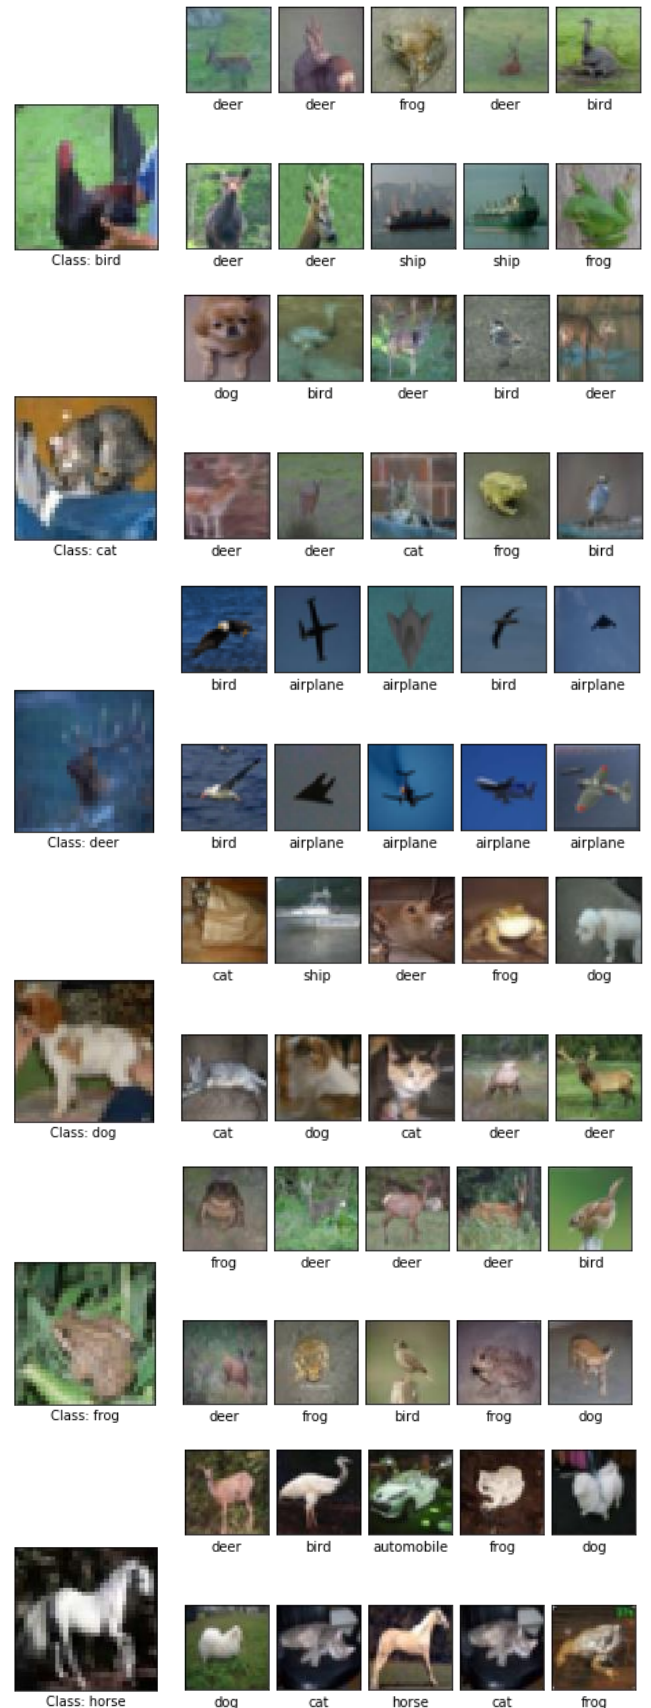 deer deer frog deer bird
Class: bird
deer deer ship ship frog
dog bird deer bird deer
Class: cat
deer deer cat frog bird
bird airplane airplane bird airplane
Class: deer
bird airplane airplane airplane airplane
cat ship deer frog dog
Class: dog
cat dog cat deer deer
frog deer deer deer bird
Class: frog
deer frog bird frog dog
deer bird automobile frog dog
Class: horse
dog cat horse cat frog